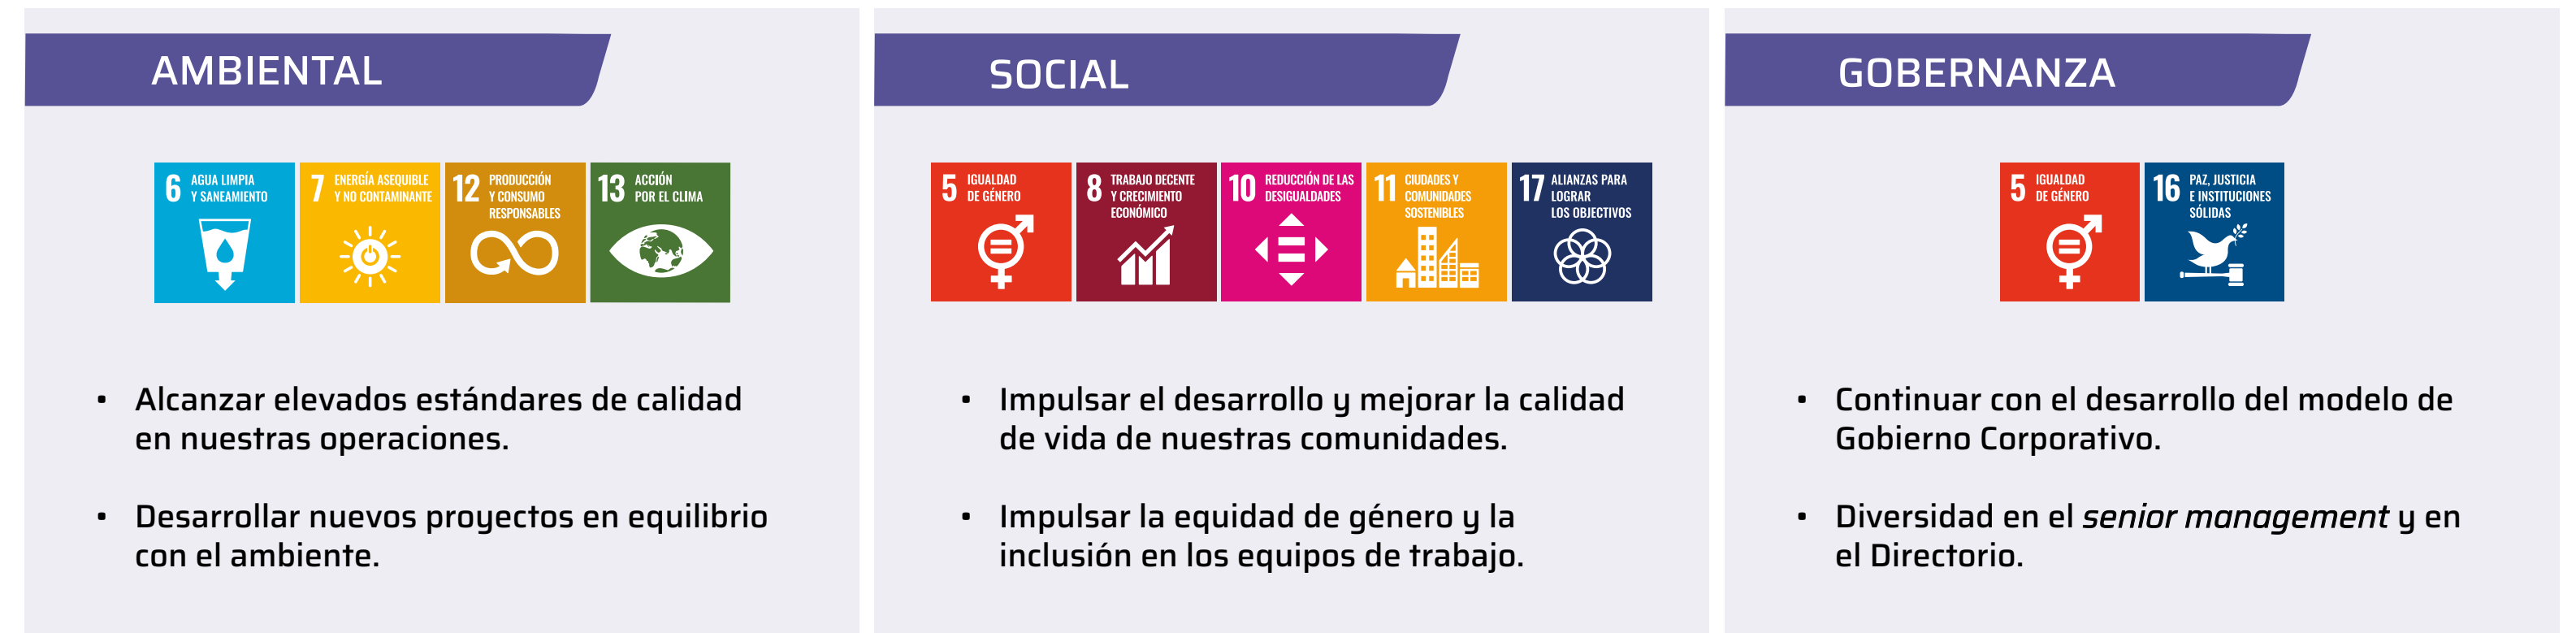 AMBIENTAL
6 AGUA LIMPIA
Y SANEAMIENTO
7 ENERGÍA ASEQUIBLE
Y NO CONTAMINANTE
12 PRODUCCIÓN
Y CONSUMO
RESPONSABLES
13 ACCIÓN
POR EL CLIMA
• Alcanzar elevados estándares de calidad
en nuestras operaciones.
• Desarrollar nuevos proyectos en equilibrio
con el ambiente.
SOCIAL
5 IGUALDAD
DE GÉNERO
8 TRABAJO DECENTE
Y CRECIMIENTO
ECONÓMICO
10 REDUCCIÓN DE LAS
DESIGUALDADES
11 CIUDADES Y
COMUNIDADES
SOSTENIBLES
17 ALIANZAS PARA
LOGRAR
LOS OBJECTIVOS
• Impulsar el desarrollo y mejorar la calidad
de vida de nuestras comunidades.
• Impulsar la equidad de género y la
inclusión en los equipos de trabajo.
GOBERNANZA
5 IGUALDAD
DE GÉNERO
16 PAZ, JUSTICIA
E INSTITUCIONES
SÓLIDAS
• Continuar con el desarrollo del modelo de
Gobierno Corporativo.
• Diversidad en el senior management y en
el Directorio.